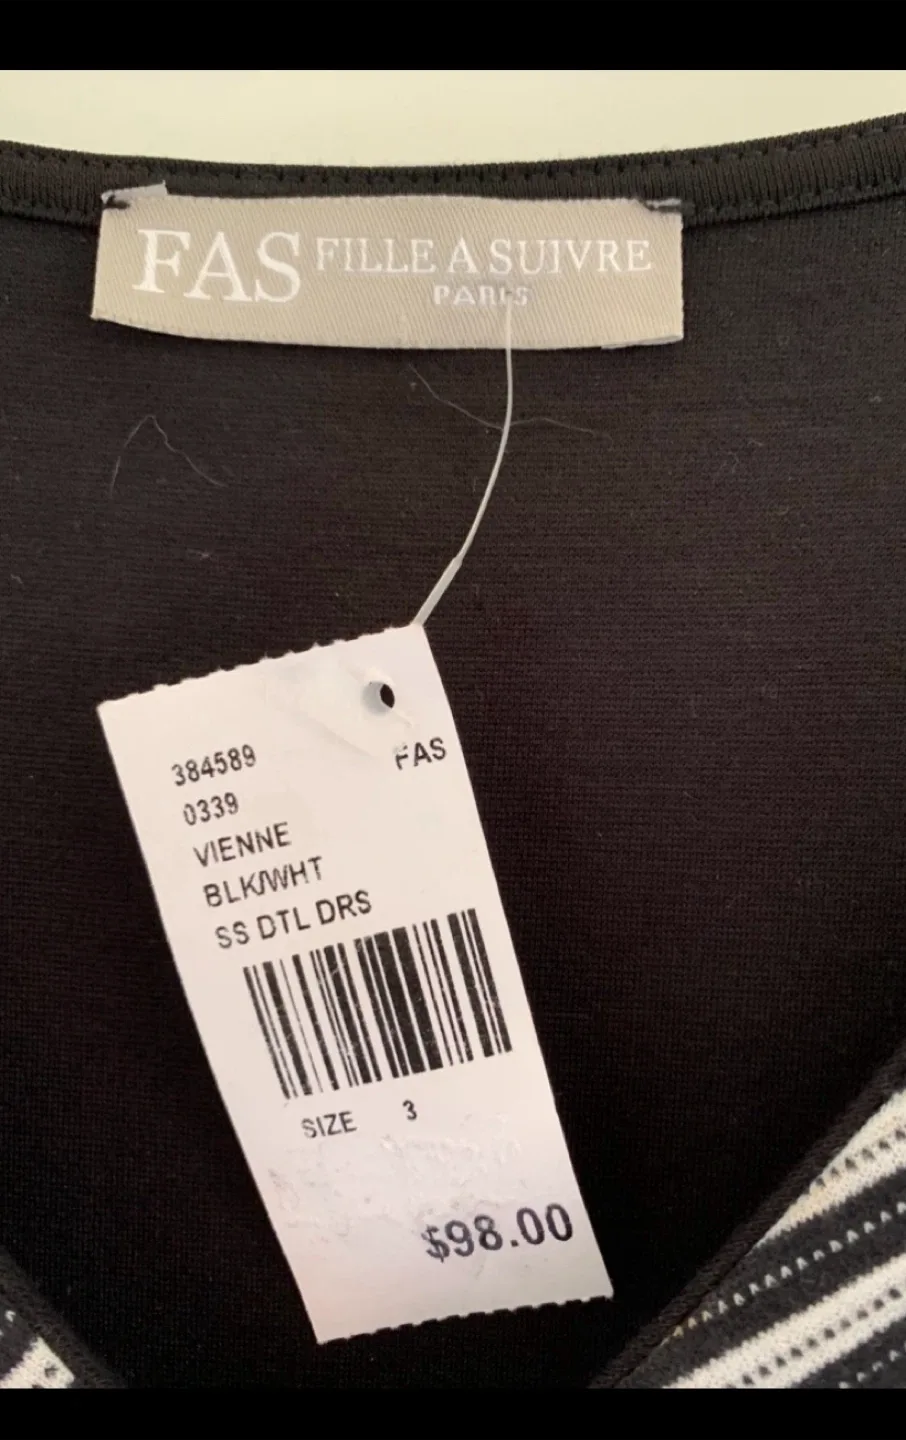 FAS FILLE A SUIVRE
PARIS
384589
FAS
0339
VIENNE
BLK/WHT
SS DTL DRS
SIZE 3
$98.00